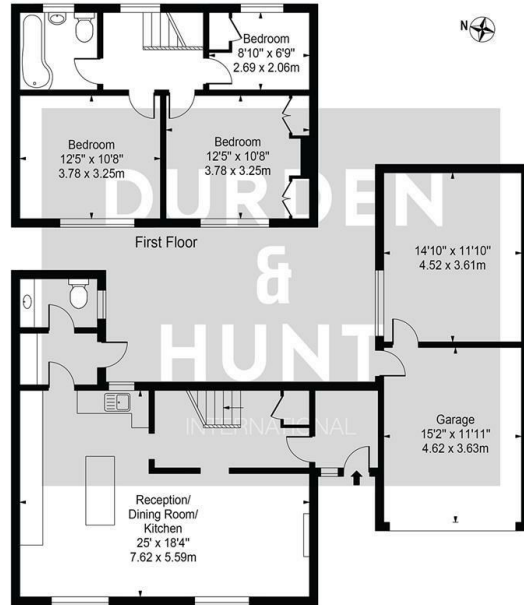 N
Bedroom
8'10" x 6'9"
2.69 x 2.06m
Bedroom
12'5" x 10'8"
3.78 x 3.25m
Bedroom
12'5" x 10'8"
3.78 x 3.25m
DURDEN
&
HUNT
INTERNATIONAL
First Floor
14'10" x 11'10"
4.52 x 3.61m
Garage
15'2" x 11'11"
4.62 x 3.63m
Reception/
Dining Room/
Kitchen
25' x 18'4"
7.62 x 5.59m